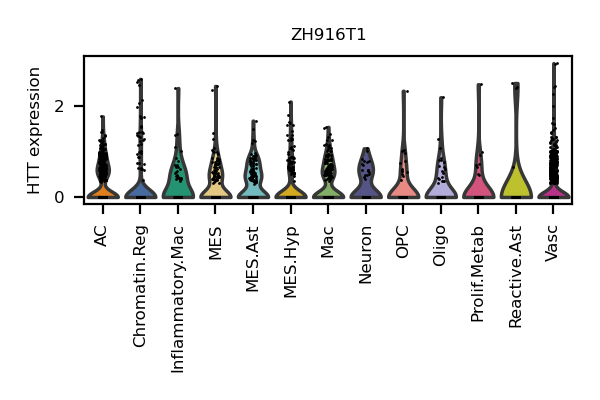 ZH916T1
HTT expression
2
0
AC
Chromatin.Reg
Inflammatory.Mac
MES
MES.Ast
MES.Hyp
Mac
Neuron
OPC
Oligo
Prolif.Metab
Reactive.Ast
Vasc